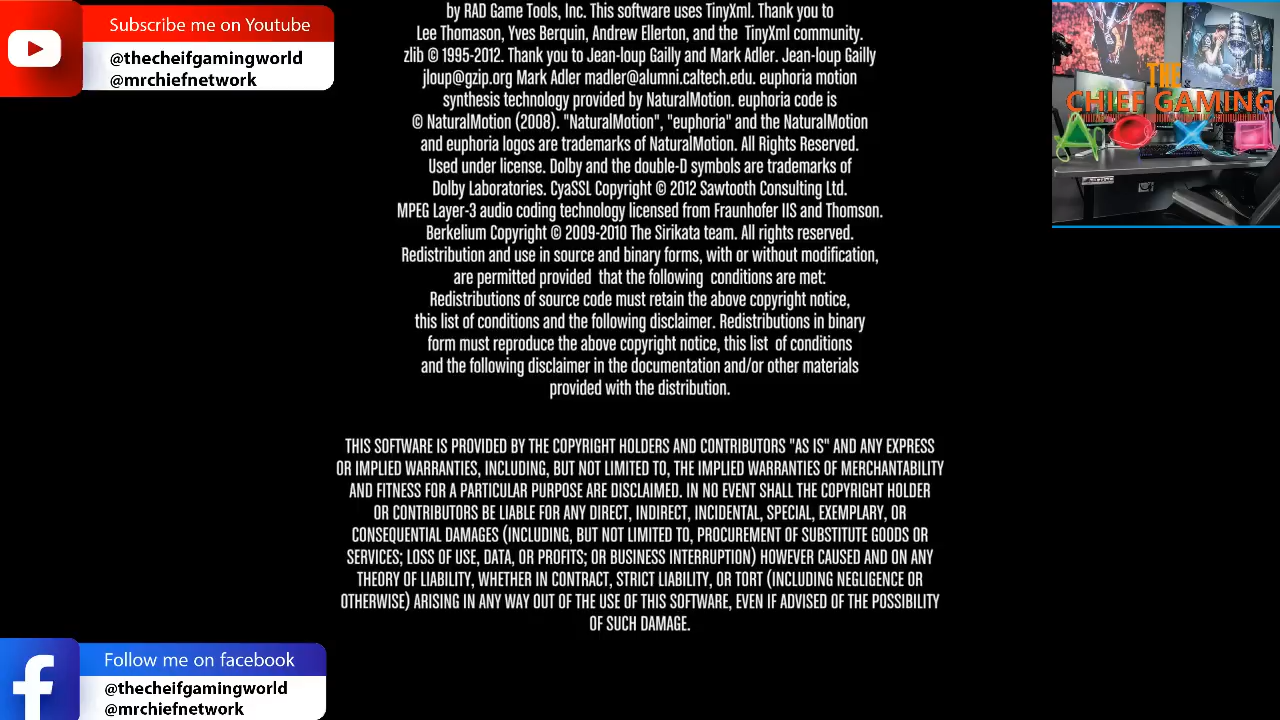 Subscribe me on Youtube
@thecheifgamingworld
@mrchiefnetwork
by RAD Game Tools, Inc. This software uses TinyXml. Thank you to
Lee Thomason, Yves Berquin, Andrew Ellerton, and the TinyXml community.
zlib © 1995-2012. Thank you to Jean-loup Gailly and Mark Adler. Jean-loup Gailly
jloup@gzip.org Mark Adler madler@alumni.caltech.edu. euphoria motion
synthesis technology provided by NaturalMotion. euphoria code is
© NaturalMotion (2008). "NaturalMotion", "euphoria" and the NaturalMotion
and euphoria logos are trademarks of NaturalMotion. All Rights Reserved.
Used under license. Dolby and the double-D symbols are trademarks of
Dolby Laboratories. CyaSSL Copyright © 2012 Sawtooth Consulting Ltd.
MPEG Layer-3 audio coding technology licensed from Fraunhofer IIS and Thomson.
Berkelium Copyright © 2009-2010 The Sirikata team. All rights reserved.
Redistribution and use in source and binary forms, with or without modification,
are permitted provided that the following conditions are met:
Redistributions of source code must retain the above copyright notice,
this list of conditions and the following disclaimer. Redistributions in binary
form must reproduce the above copyright notice, this list of conditions
and the following disclaimer in the documentation and/or other materials
provided with the distribution.
THIS SOFTWARE IS PROVIDED BY THE COPYRIGHT HOLDERS AND CONTRIBUTORS "AS IS" AND ANY EXPRESS
OR IMPLIED WARRANTIES, INCLUDING, BUT NOT LIMITED TO, THE IMPLIED WARRANTIES OF MERCHANTABILITY
AND FITNESS FOR A PARTICULAR PURPOSE ARE DISCLAIMED. IN NO EVENT SHALL THE COPYRIGHT HOLDER
OR CONTRIBUTORS BE LIABLE FOR ANY DIRECT, INDIRECT, INCIDENTAL, SPECIAL, EXEMPLARY, OR
CONSEQUENTIAL DAMAGES (INCLUDING, BUT NOT LIMITED TO, PROCUREMENT OF SUBSTITUTE GOODS OR
SERVICES; LOSS OF USE, DATA, OR PROFITS; OR BUSINESS INTERRUPTION) HOWEVER CAUSED AND ON ANY
THEORY OF LIABILITY, WHETHER IN CONTRACT, STRICT LIABILITY, OR TORT (INCLUDING NEGLIGENCE OR
OTHERWISE) ARISING IN ANY WAY OUT OF THE USE OF THIS SOFTWARE, EVEN IF ADVISED OF THE POSSIBILITY
OF SUCH DAMAGE.
THE
CHIEF GAMING
Follow me on facebook
@thecheifgamingworld
@mrchiefnetwork